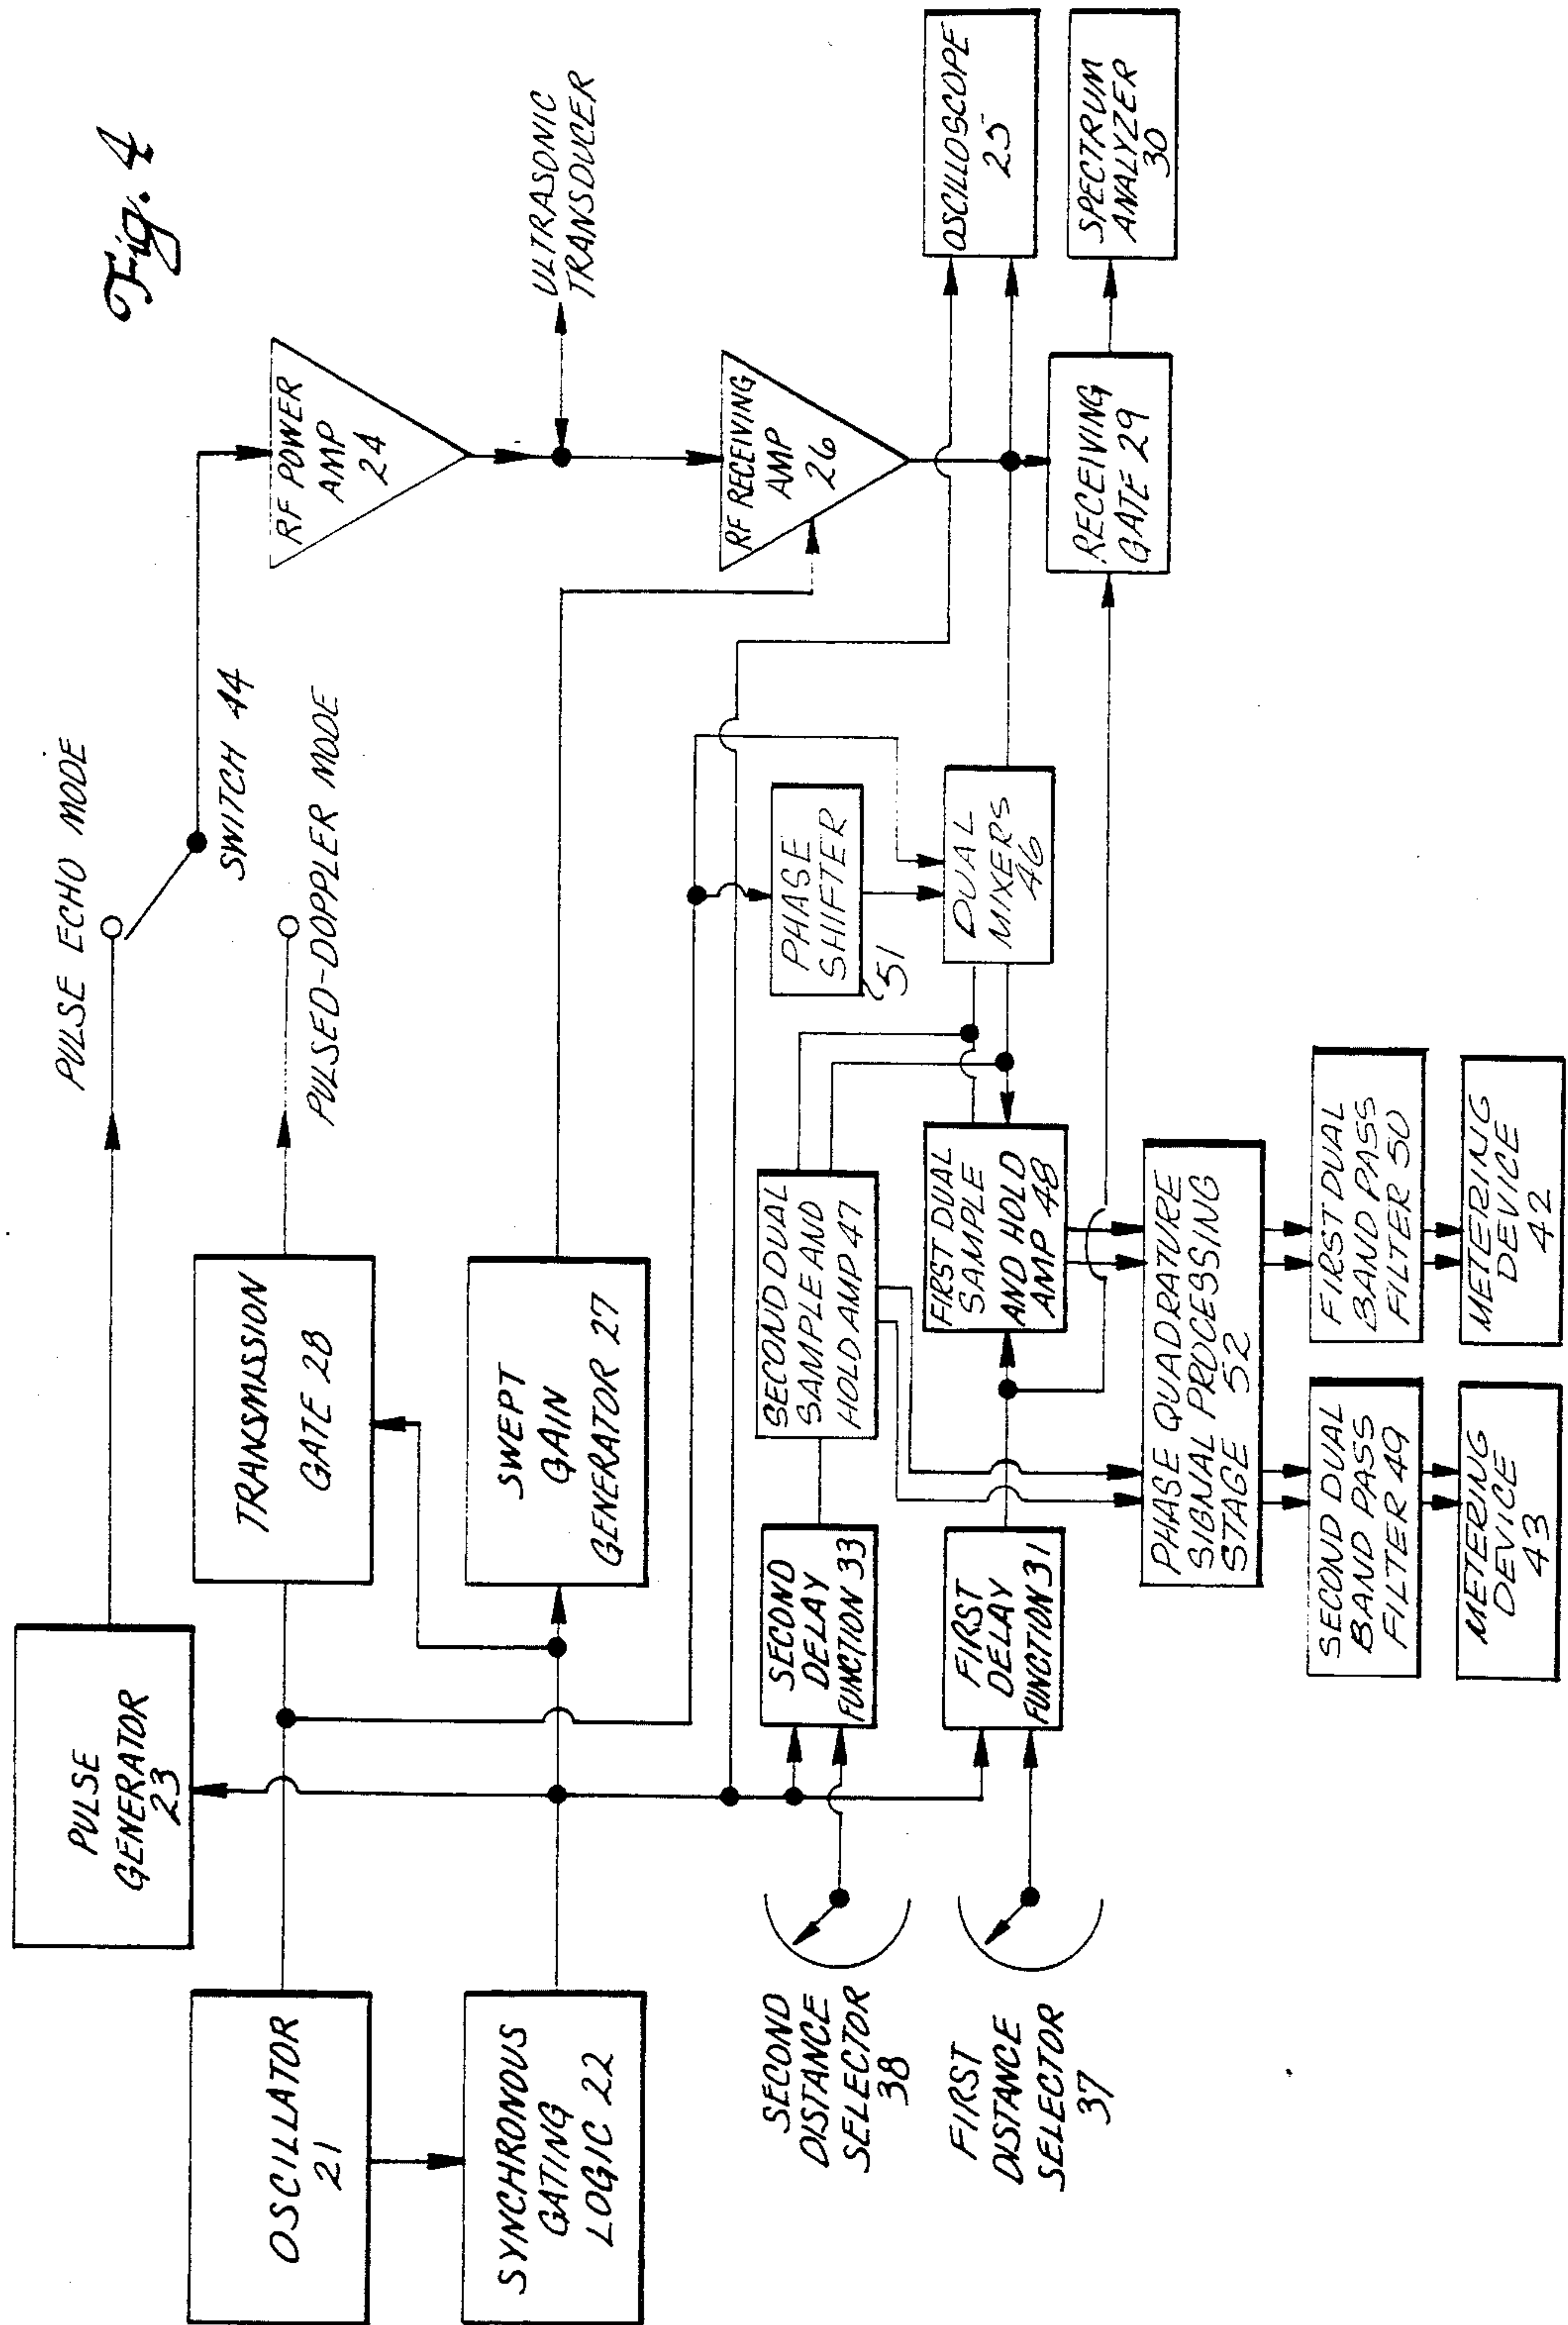 Fig. 4
PULSE ECHO MODE
SWITCH 44
PULSED-DOPPLER MODE
PULSE
GENERATOR
23
OSCILLATOR
21
TRANSMISSION
GATE 28
RF POWER
AMP
24
ULTRASONIC
TRANSDUCER
SYNCHRONOUS
GATING
LOGIC 22
SWEPT
GAIN
GENERATOR 27
RF RECEIVING
AMP
26
SECOND
DISTANCE
SELECTOR
38
SECOND
DELAY
FUNCTION 33
SECOND DUAL
SAMPLE AND
HOLD AMP 47
PHASE
SHIFTER
51
OSCILLOSCOPE
25
FIRST
DISTANCE
SELECTOR
37
FIRST
DELAY
FUNCTION 31
FIRST DUAL
SAMPLE
AND HOLD
AMP 48
DUAL
MIXERS
46
RECEIVING
GATE 29
SPECTRUM
ANALYZER
30
PHASE QUADRATURE
SIGNAL PROCESSING
STAGE 52
SECOND DUAL
BAND PASS
FILTER 49
FIRST DUAL
BAND PASS
FILTER 50
METERING
DEVICE
43
METERING
DEVICE
42